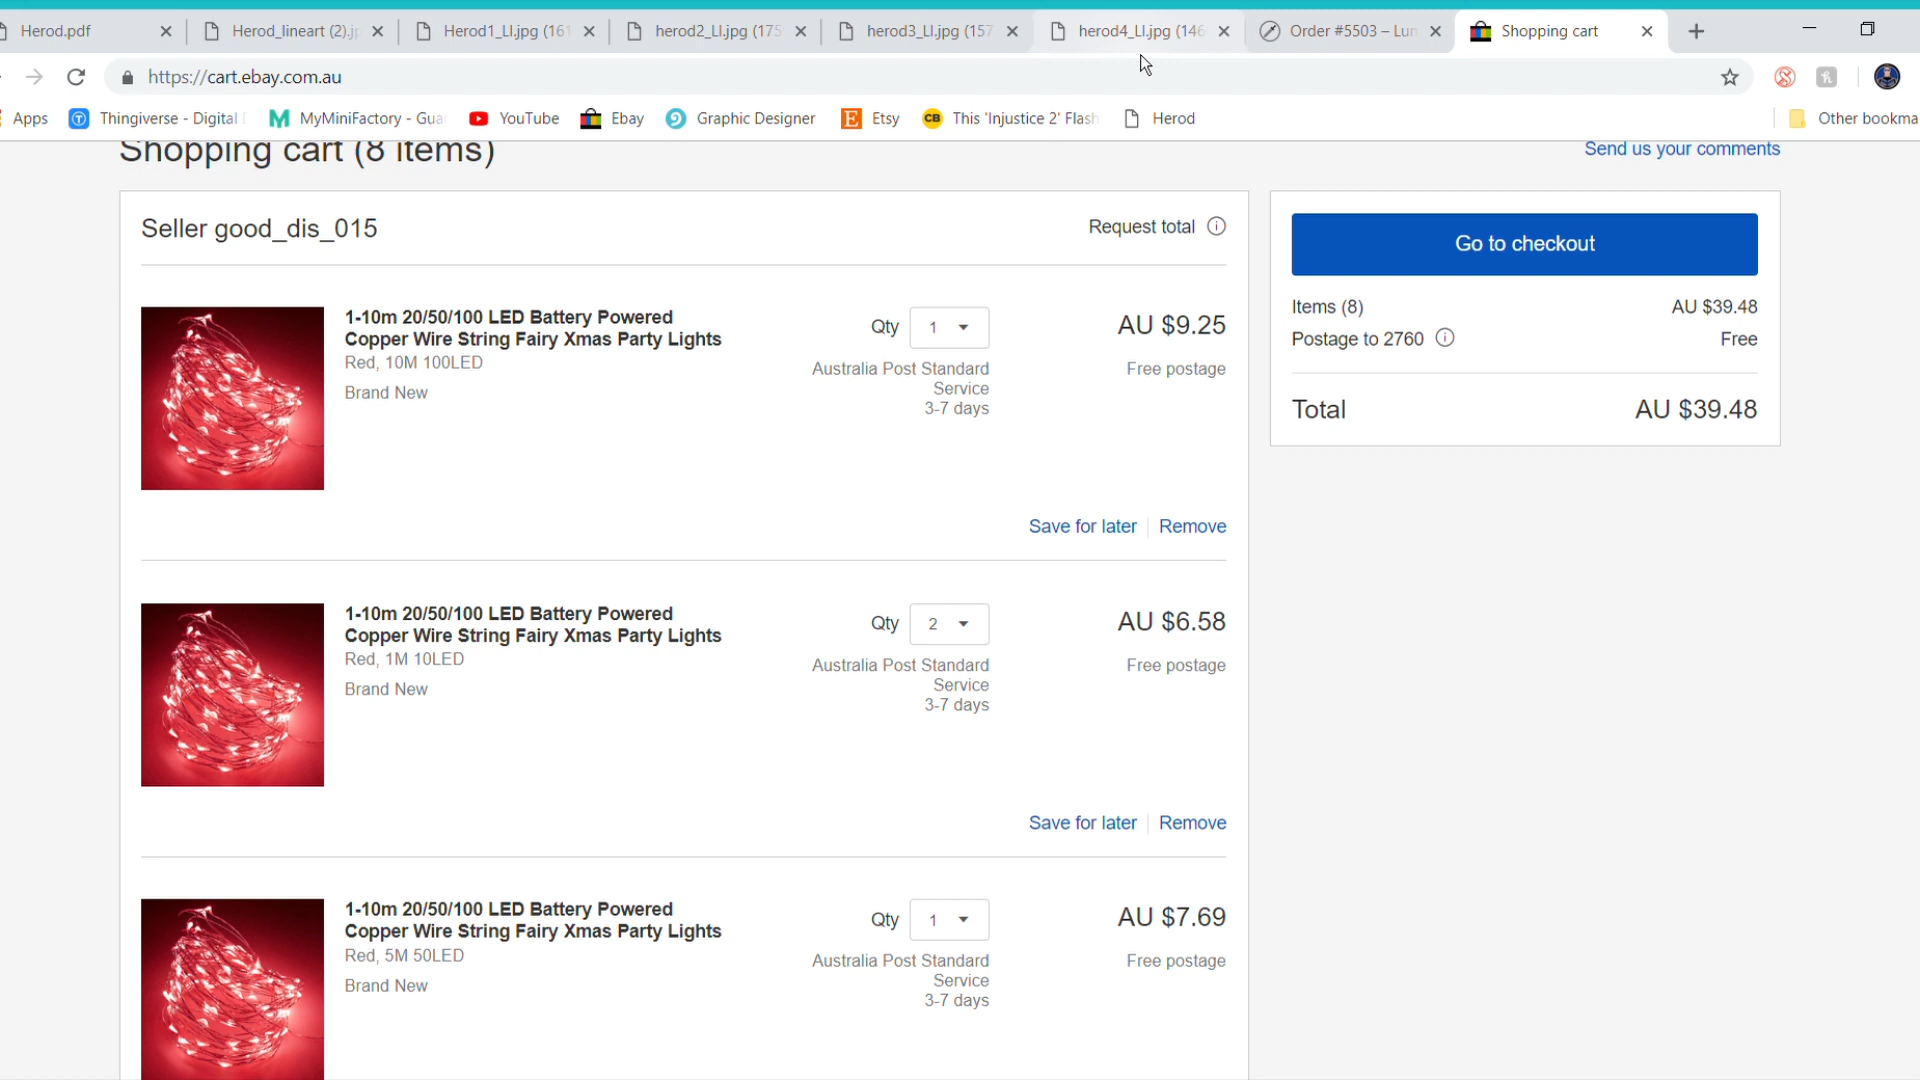 Herod.pdf
Herod_lineart (2).j
Herod1_LI.jpg (161
herod2_LI.jpg (175
herod3_LI.jpg (157
herod4_LI.jpg (146
Order #5503 – Lun
Shopping cart
https://cart.ebay.com.au
Apps
Thingiverse - Digital
MyMiniFactory - Gua
YouTube
Ebay
Graphic Designer
Etsy
This 'Injustice 2' Flash
Herod
Other bookma
Shopping cart (8 items)
Send us your comments
Seller good_dis_015
Request total
Go to checkout
Items (8)
AU $39.48
Postage to 2760
Free
Total
AU $39.48
1-10m 20/50/100 LED Battery Powered
Copper Wire String Fairy Xmas Party Lights
Red, 10M 100LED
Brand New
Qty 1
AU $9.25
Australia Post Standard
Service
3-7 days
Free postage
Save for later
Remove
1-10m 20/50/100 LED Battery Powered
Copper Wire String Fairy Xmas Party Lights
Red, 1M 10LED
Brand New
Qty 2
AU $6.58
Australia Post Standard
Service
3-7 days
Free postage
Save for later
Remove
1-10m 20/50/100 LED Battery Powered
Copper Wire String Fairy Xmas Party Lights
Red, 5M 50LED
Brand New
Qty 1
AU $7.69
Australia Post Standard
Service
3-7 days
Free postage